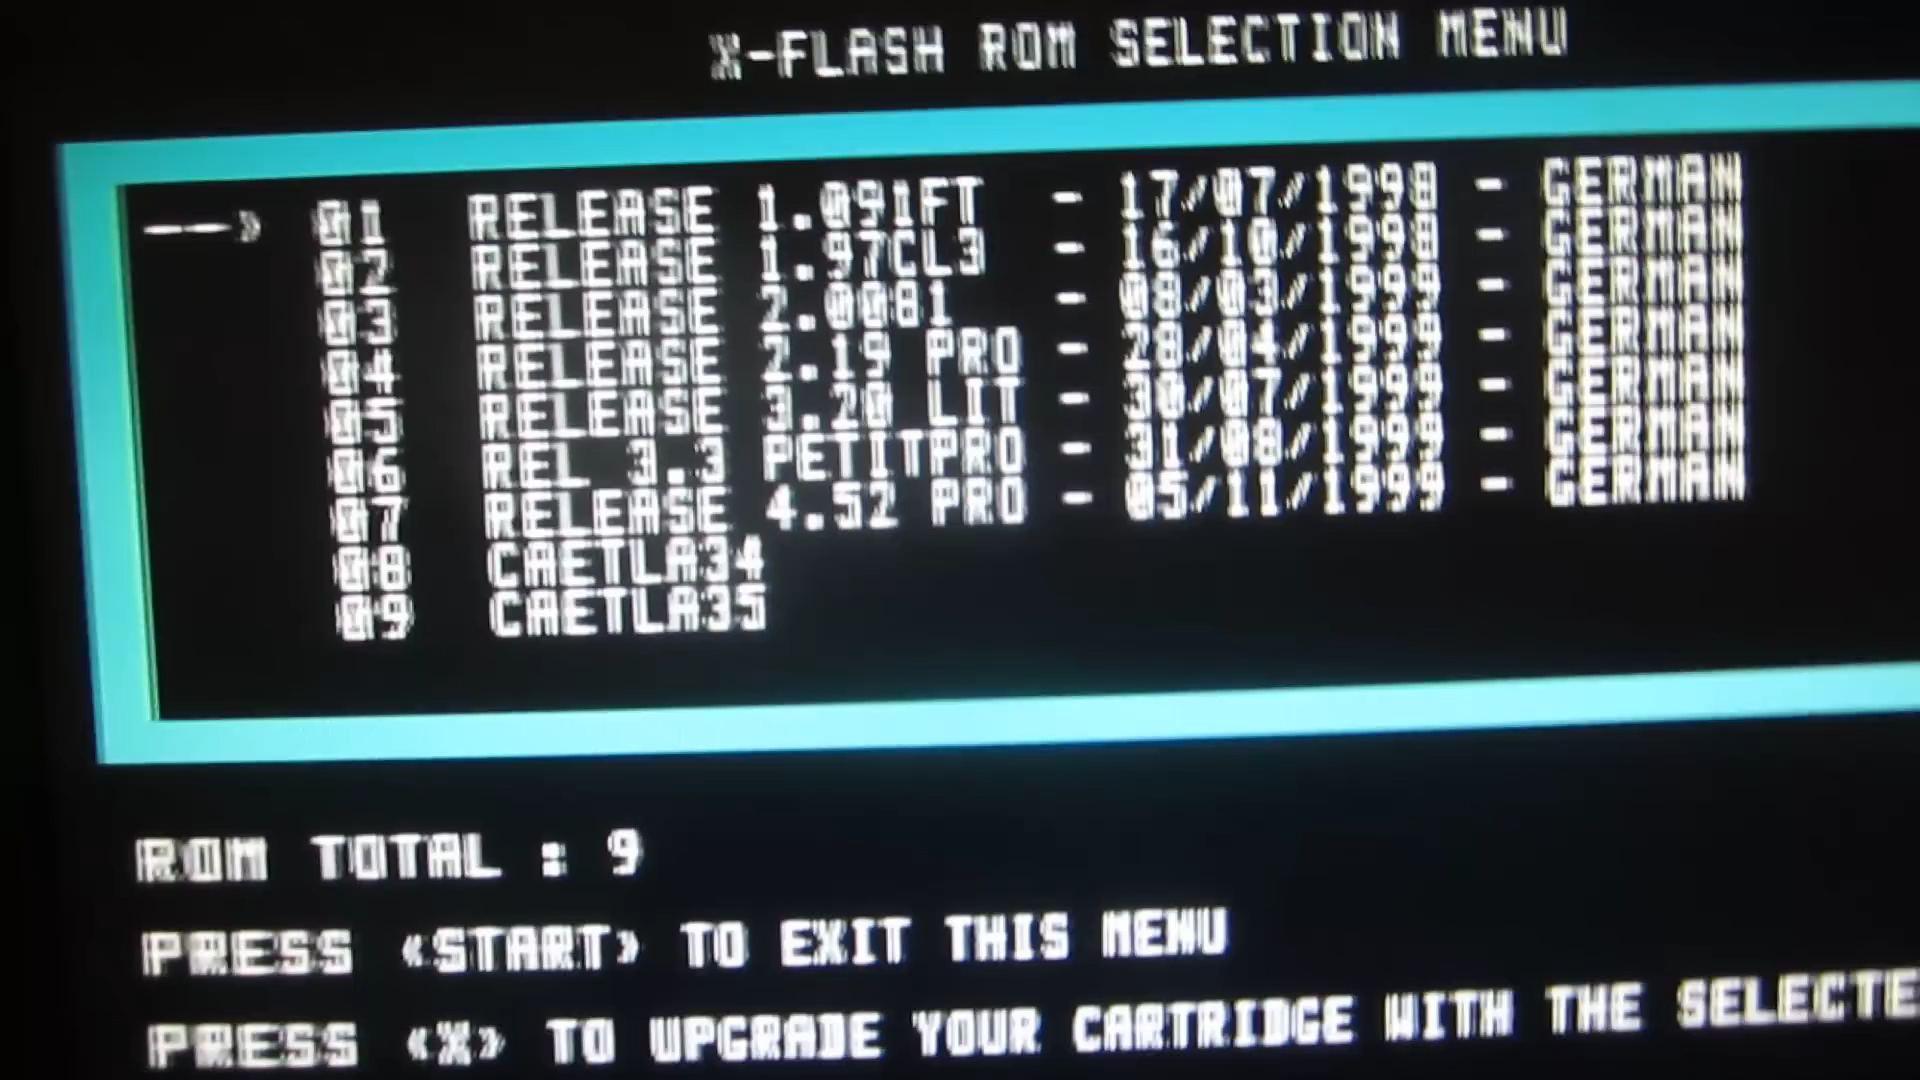 X-FLASH ROM SELECTION MENU
--> 01 RELEASE 1.091FT - 17/07/1998 - GERMAN
02 RELEASE 1.97CL3 - 16/10/1998 - GERMAN
03 RELEASE 2.0081 - 08/03/1999 - GERMAN
04 RELEASE 2.19 PRO - 28/04/1999 - GERMAN
05 RELEASE 3.20 LIT - 30/07/1999 - GERMAN
06 REL 3.3 PETITPRO - 31/08/1999 - GERMAN
07 RELEASE 4.52 PRO - 05/11/1999 - GERMAN
08 CAETLA34
09 CAETLA35
ROM TOTAL : 9
PRESS <START> TO EXIT THIS MENU
PRESS <X> TO UPGRADE YOUR CARTRIDGE WITH THE SELECTE